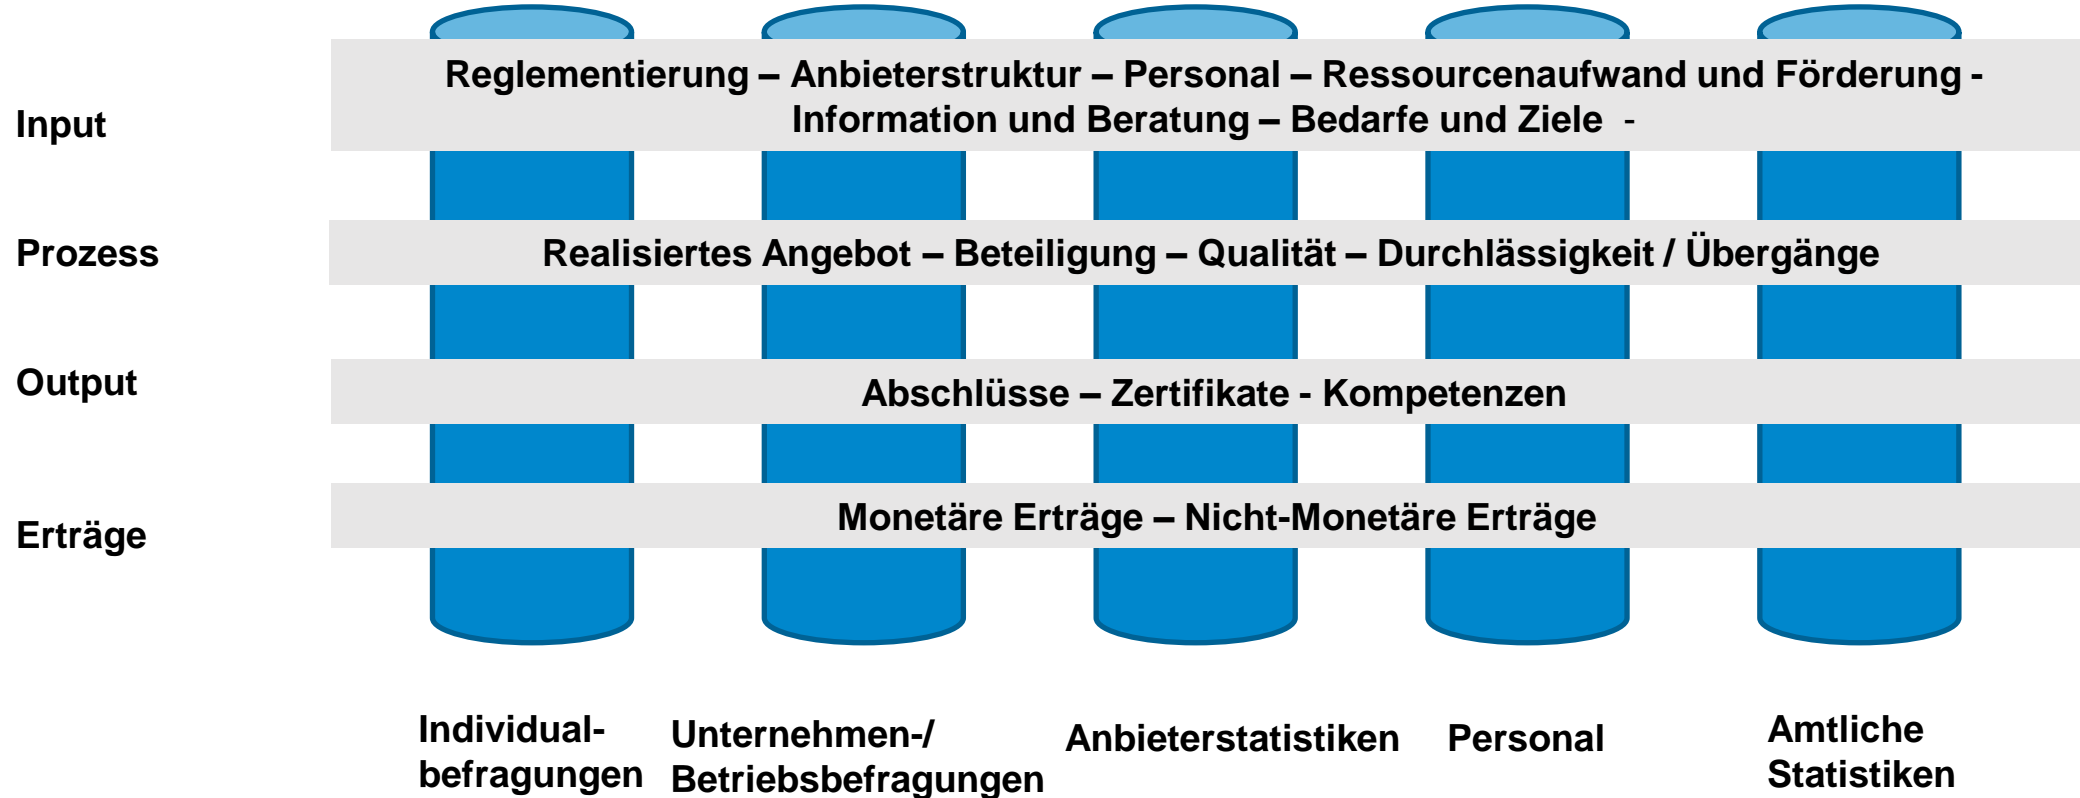 Reglementierung – Anbieterstruktur – Personal – Ressourcenaufwand und Förderung -
Information und Beratung – Bedarfe und Ziele -
Input
Prozess
Realisiertes Angebot – Beteiligung – Qualität – Durchlässigkeit / Übergänge
Output
Abschlüsse – Zertifikate - Kompetenzen
Erträge
Monetäre Erträge – Nicht-Monetäre Erträge
Individual-
befragungen
Unternehmen-/
Betriebsbefragungen
Anbieterstatistiken
Personal
Amtliche
Statistiken